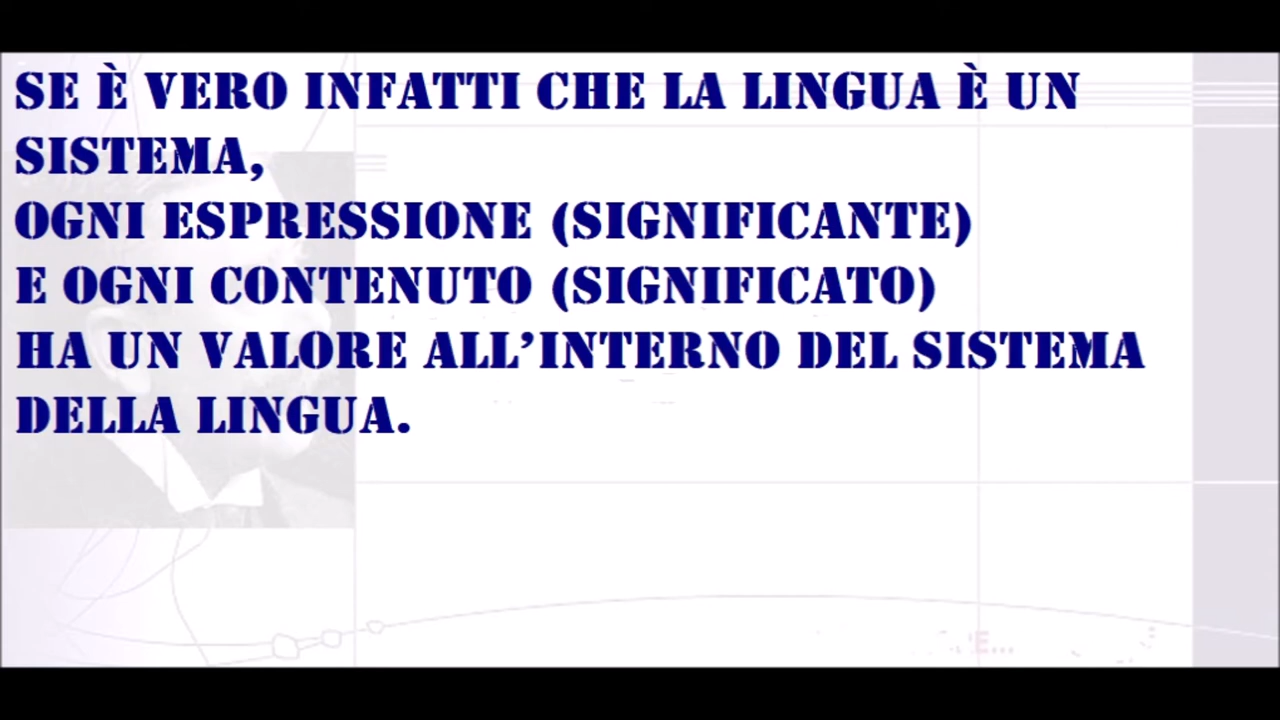 SE È VERO INFATTI CHE LA LINGUA È UN
SISTEMA,
OGNI ESPRESSIONE (SIGNIFICANTE)
E OGNI CONTENUTO (SIGNIFICATO)
HA UN VALORE ALL’INTERNO DEL SISTEMA
DELLA LINGUA.